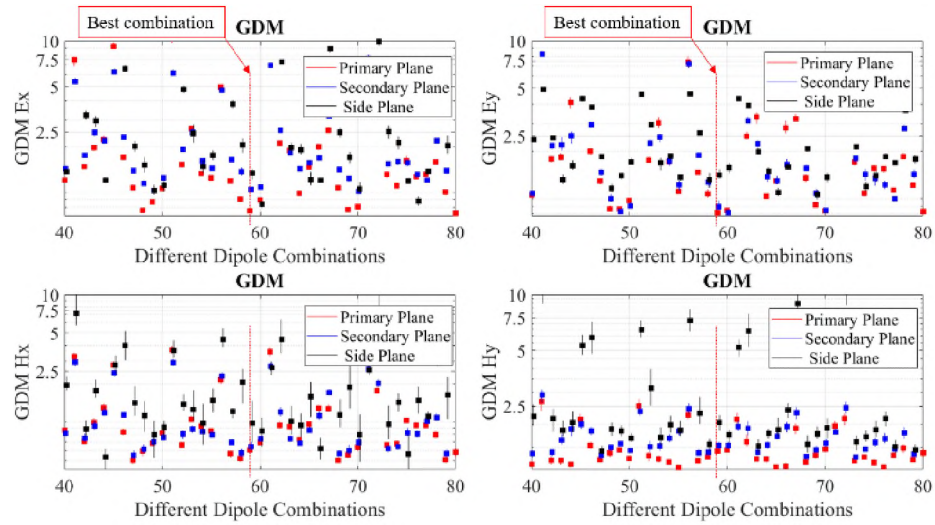 Best combination
GDM
10
7.5
5
2.5
GDM Ex
Primary Plane
Secondary Plane
Side Plane
40 50 60 70 80
Different Dipole Combinations
Best combination
GDM
10
7.5
5
2.5
GDM Ey
Primary Plane
Secondary Plane
Side Plane
40 50 60 70 80
Different Dipole Combinations
GDM
10
7.5
5
2.5
GDM Hx
Primary Plane
Secondary Plane
Side Plane
40 50 60 70 80
Different Dipole Combinations
GDM
10
7.5
5
2.5
GDM Hy
Primary Plane
Secondary Plane
Side Plane
40 50 60 70 80
Different Dipole Combinations